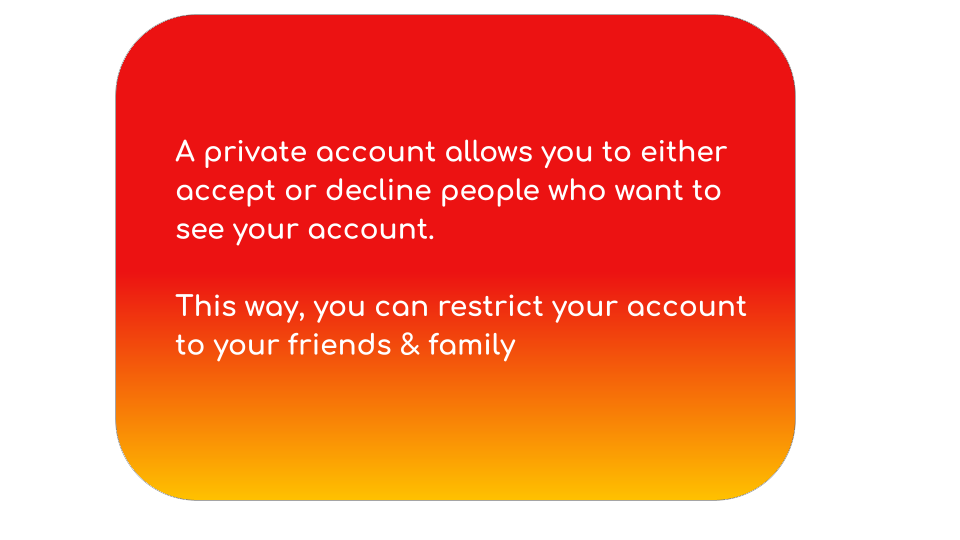 A private account allows you to either
accept or decline people who want to
see your account.
This way, you can restrict your account
to your friends & family